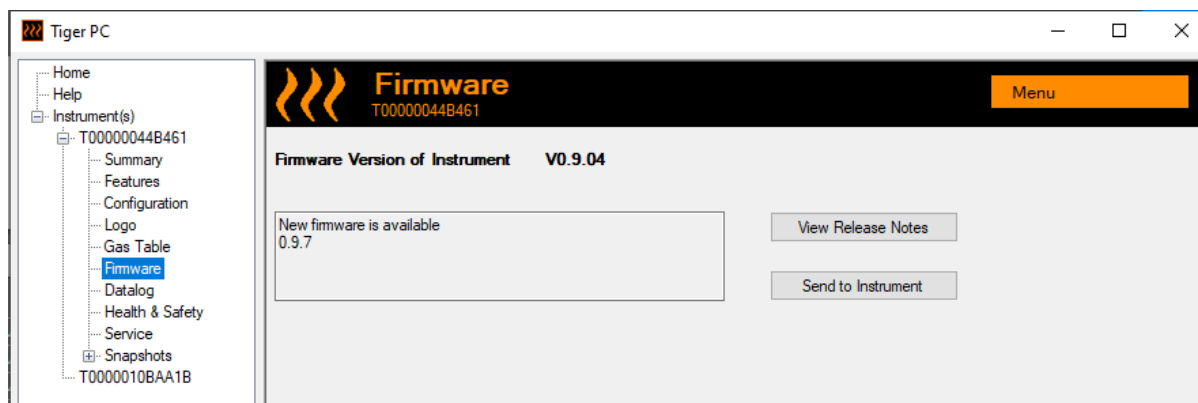 Tiger PC
Home
Help
Instrument(s)
T00000044B461
Summary
Features
Configuration
Logo
Gas Table
Firmware
Datalog
Health & Safety
Service
Snapshots
T0000010BAA1B
Firmware
T00000044B461
Menu
Firmware Version of Instrument V0.9.04
New firmware is available
0.9.7
View Release Notes
Send to Instrument